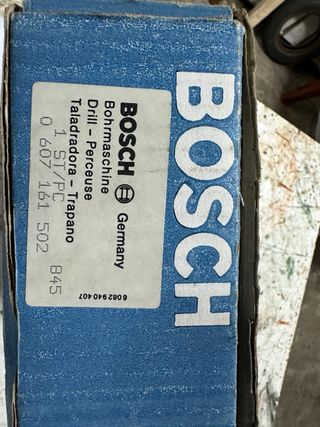 BOSCH
BOSCH Germany
Bohrmaschine
Drill – Perceuse
Taladradora – Trapano
1 ST/PC
0 607 161 502 B45
6 082 940 407